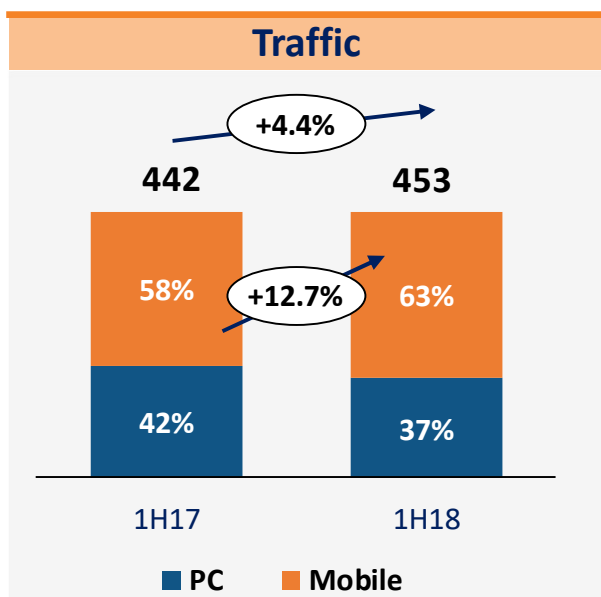 Traffic
+4.4%
442 453
58% +12.7% 63%
42% 37%
1H17 1H18
PC Mobile